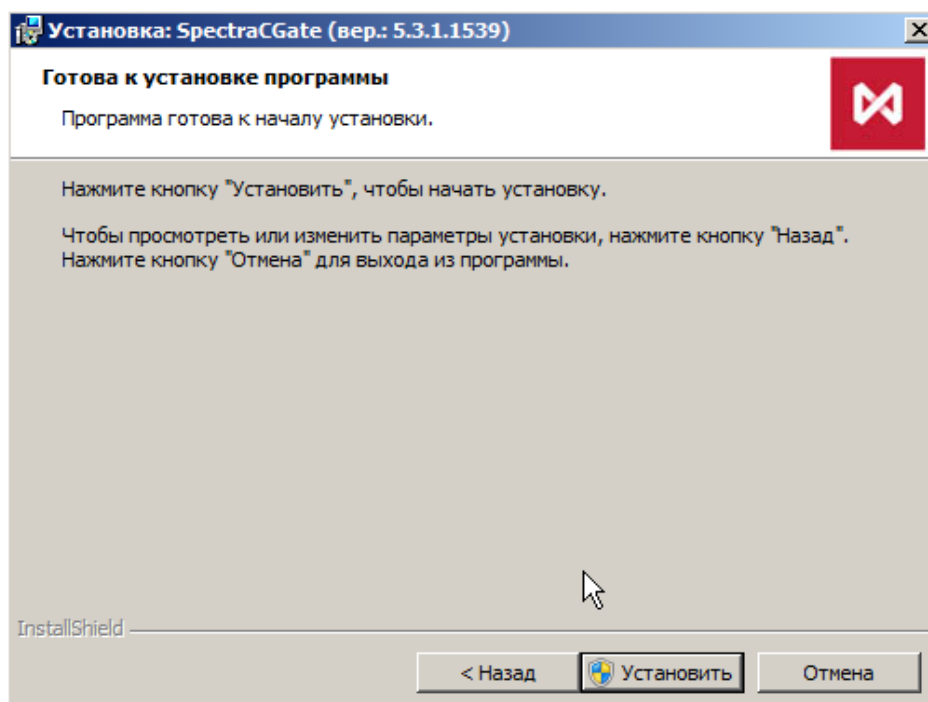 Установка: SpectraCGate (вер.: 5.3.1.1539)
Готова к установке программы
Программа готова к началу установки.
Нажмите кнопку "Установить", чтобы начать установку.
Чтобы просмотреть или изменить параметры установки, нажмите кнопку "Назад".
Нажмите кнопку "Отмена" для выхода из программы.
InstallShield
< Назад
Установить
Отмена